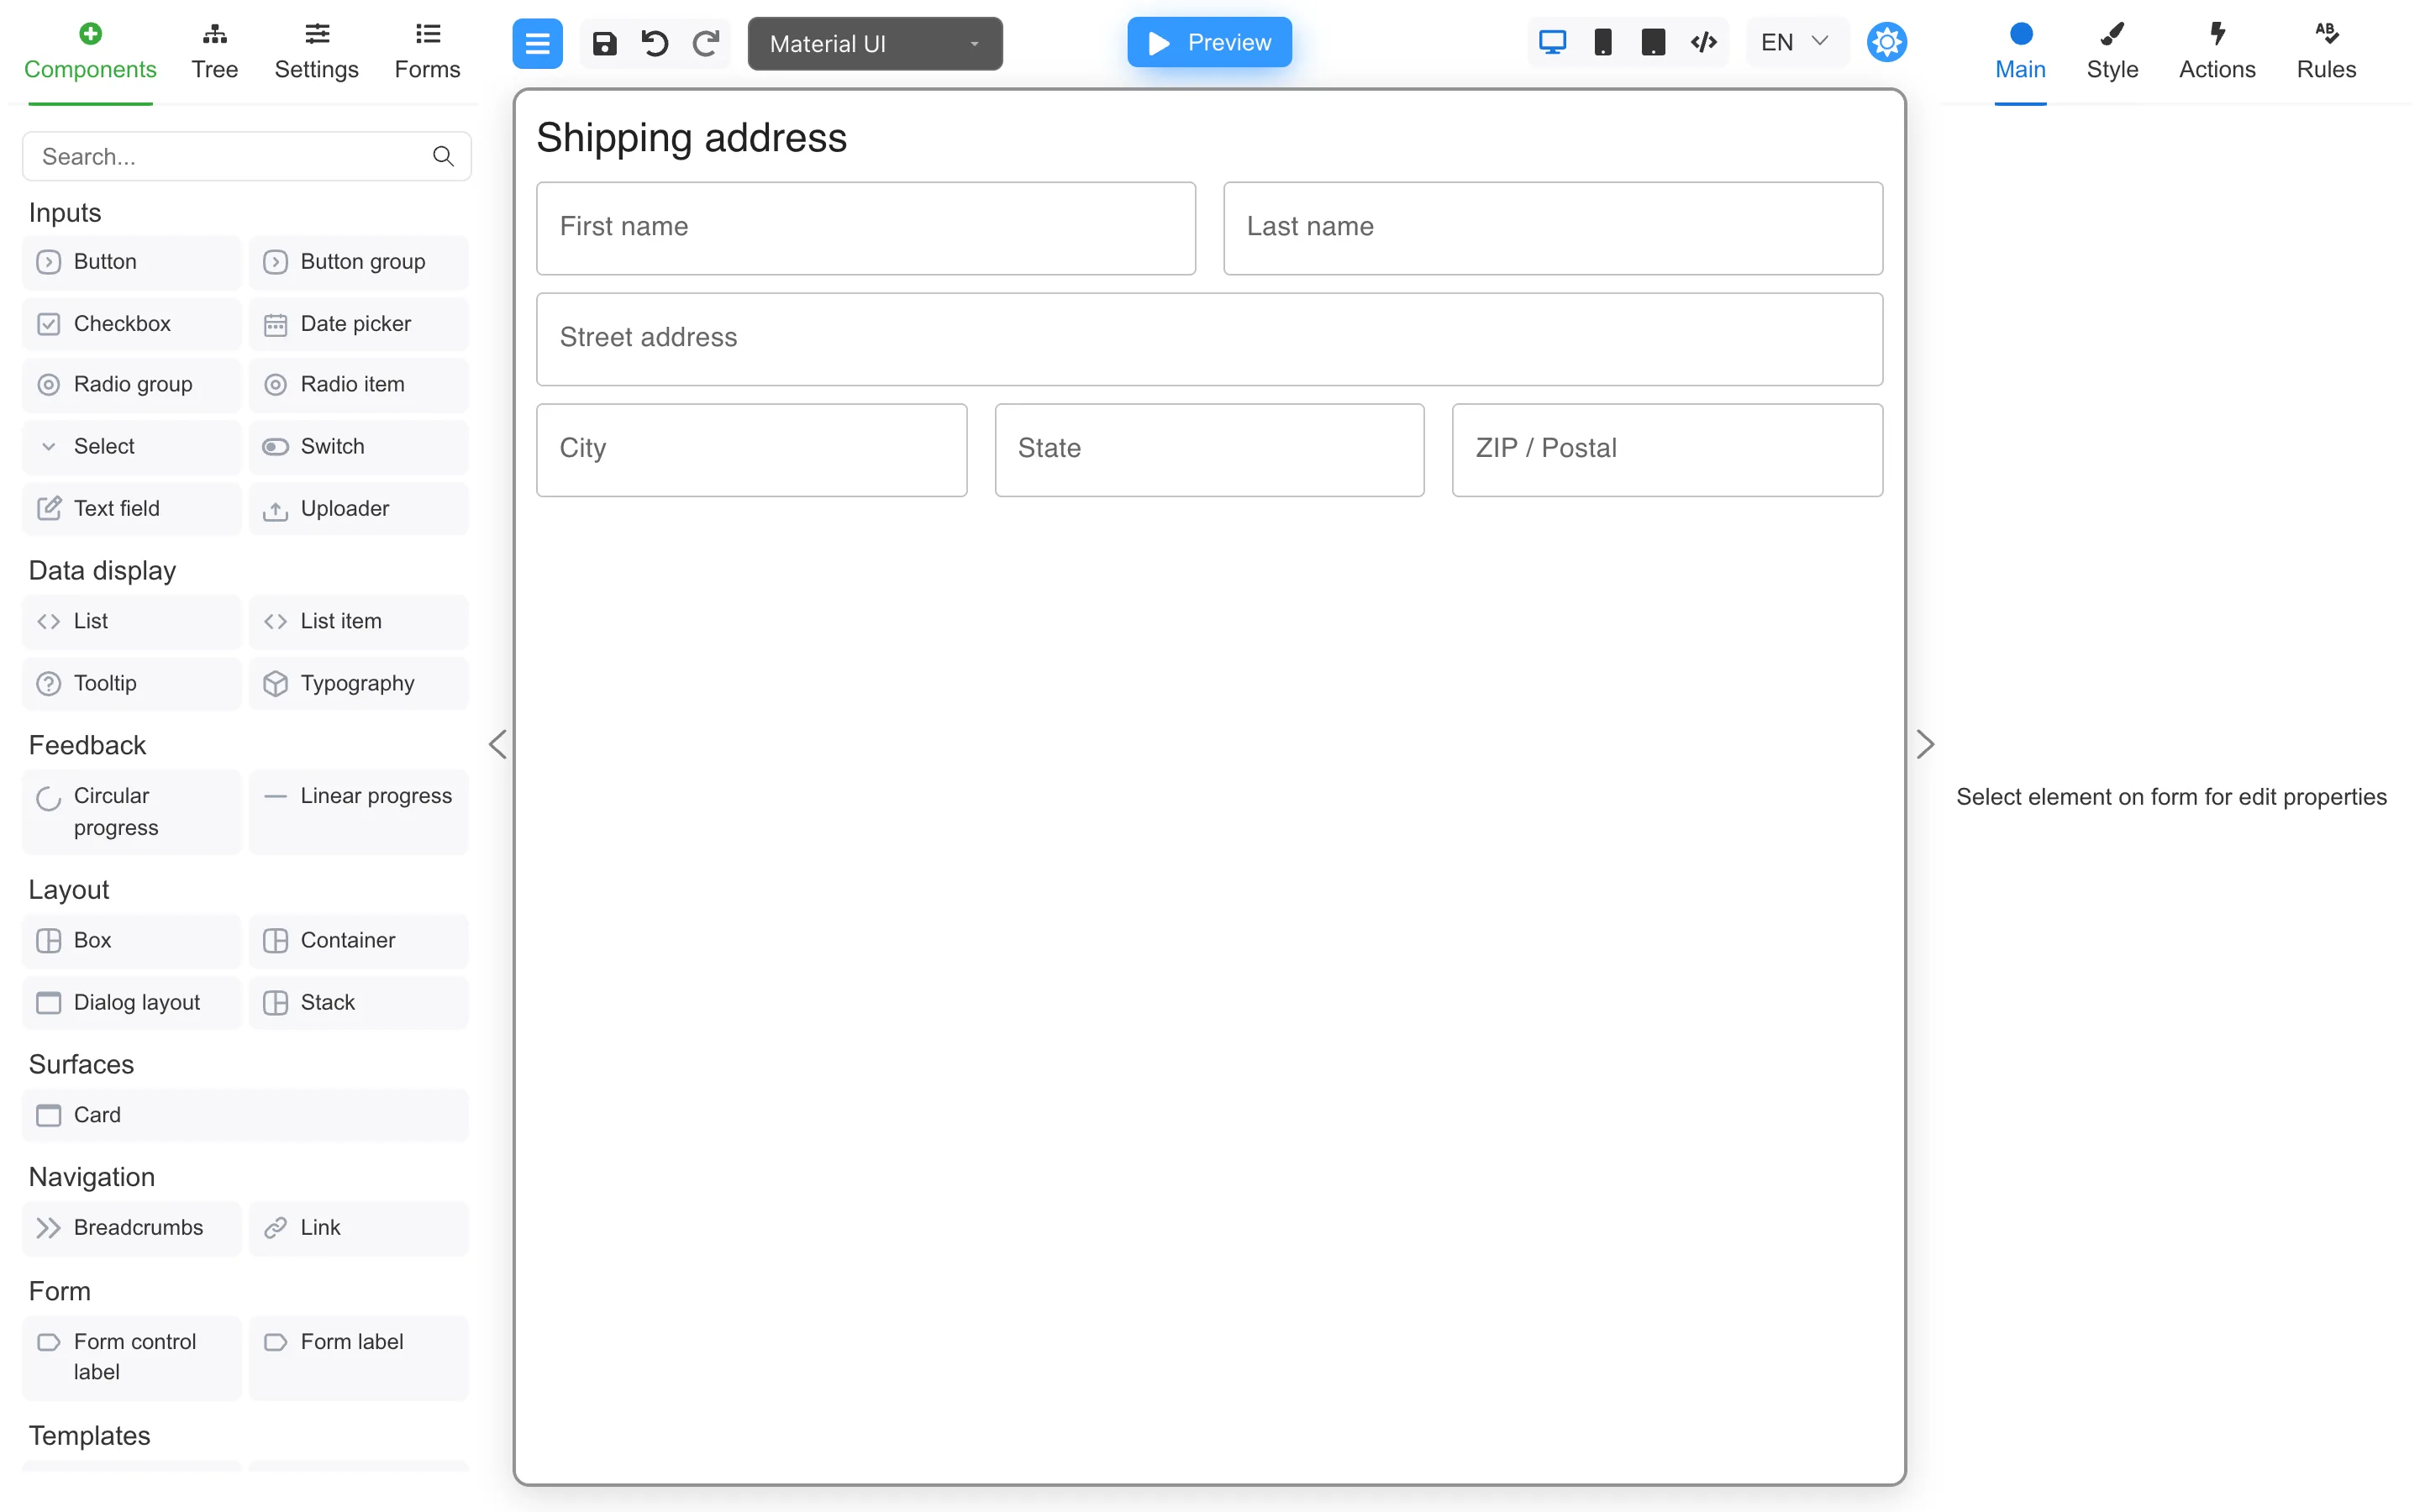 Components
Tree
Settings
Forms
Material UI
Preview
EN
Main
Style
Actions
Rules
Search...
Inputs
Button
Button group
Checkbox
Date picker
Radio group
Radio item
Select
Switch
Text field
Uploader
Data display
List
List item
Tooltip
Typography
Feedback
Circular
progress
Linear progress
Layout
Box
Container
Dialog layout
Stack
Surfaces
Card
Navigation
Breadcrumbs
Link
Form
Form control
label
Form label
Templates
Shipping address
First name
Last name
Street address
City
State
ZIP / Postal
Select element on form for edit properties